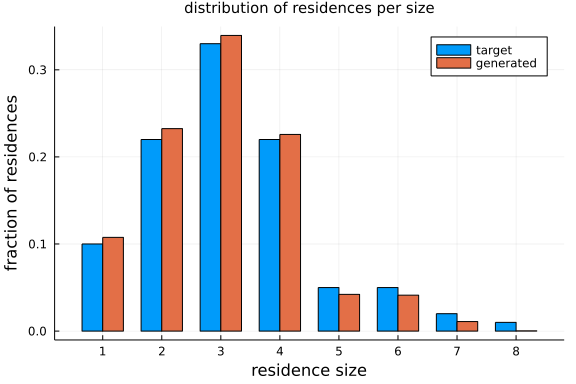 distribution of residences per size
target
generated
fraction of residences
0.3
0.2
0.1
0.0
1 2 3 4 5 6 7 8
residence size